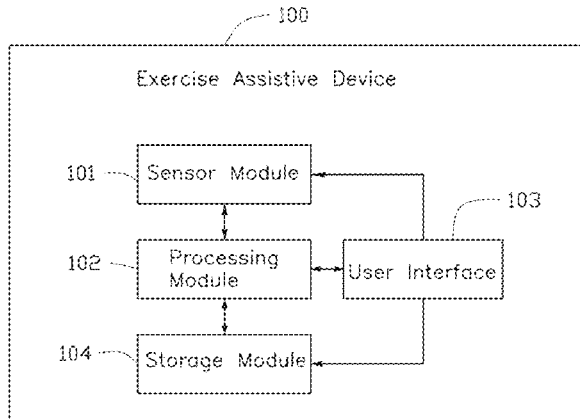 100
Exercise Assistive Device
101
Sensor Module
103
102
Processing
Module
User Interface
104
Storage Module